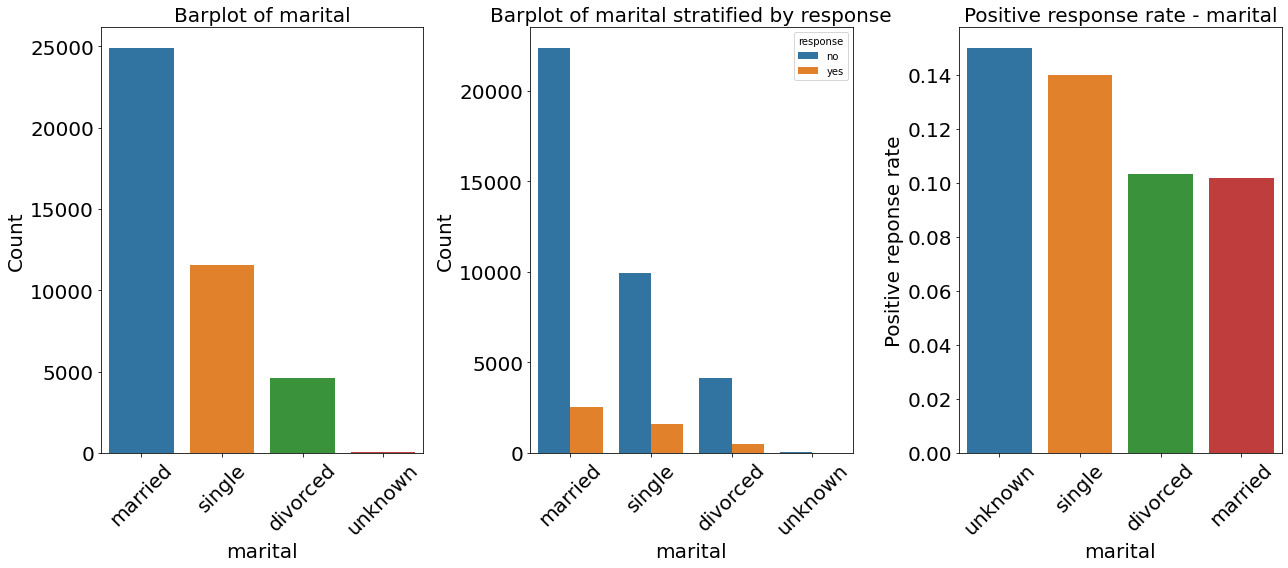 Barplot of marital
25000
20000
15000
10000
5000
0
Count
married
single
divorced
unknown
marital
Barplot of marital stratified by response
response
no
yes
20000
15000
10000
5000
0
Count
married
single
divorced
unknown
marital
Positive response rate - marital
0.14
0.12
0.10
0.08
0.06
0.04
0.02
0.00
Positive reponse rate
unknown
single
divorced
married
marital